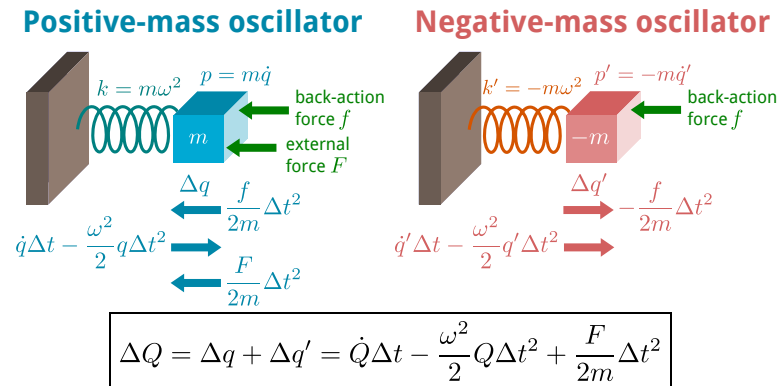 Positive-mass oscillator
k = mω²
p = mq̇
m
back-action
force f
external
force F
Δq
f/2m Δt²
q̇Δt − ω²/2 qΔt²
F/2m Δt²
Negative-mass oscillator
k′ = −mω²
p′ = −mq̇′
−m
back-action
force f
Δq′
−f/2m Δt²
q̇′Δt − ω²/2 q′Δt²
ΔQ = Δq + Δq′ = Q̇Δt − ω²/2 QΔt² + F/2m Δt²